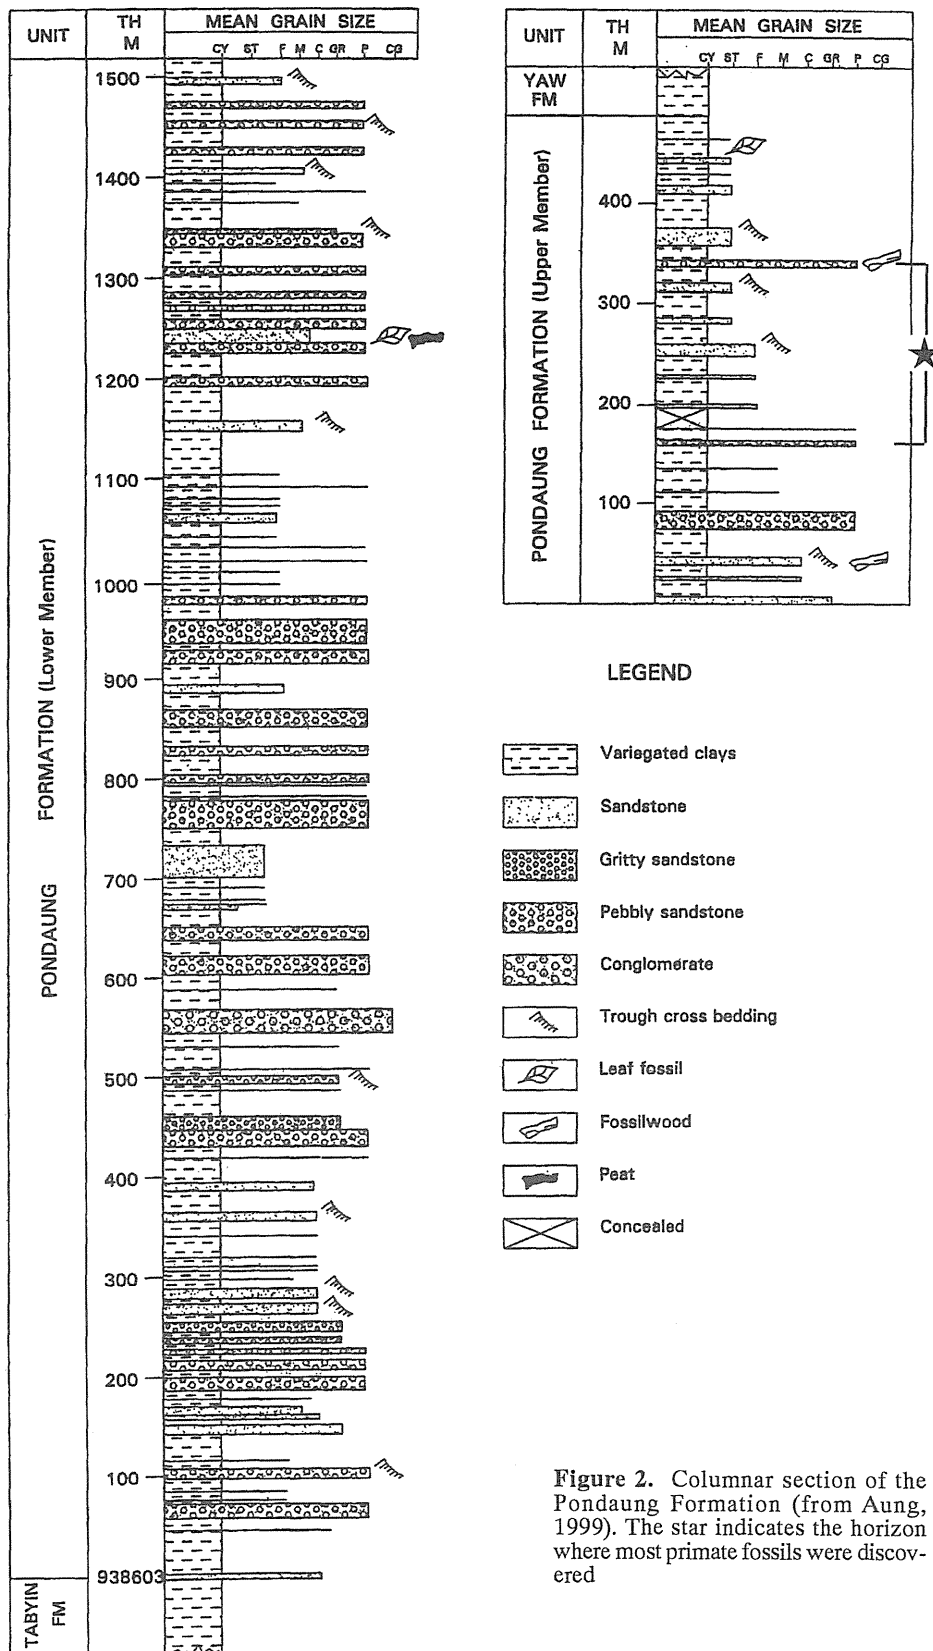 UNIT
TH
M
MEAN GRAIN SIZE
CY ST F M C GR P CG
1500
1400
1300
1200
1100
1000
900
800
700
600
500
400
300
200
100
938603
PONDAUNG FORMATION (Lower Member)
TABYIN
FM
UNIT
TH
M
MEAN GRAIN SIZE
CY ST F M C GR P CG
YAW
FM
PONDAUNG FORMATION (Upper Member)
400
300
200
100
LEGEND
Variegated clays
Sandstone
Gritty sandstone
Pebbly sandstone
Conglomerate
Trough cross bedding
Leaf fossil
Fossilwood
Peat
Concealed
Figure 2. Columnar section of the
Pondaung Formation (from Aung,
1999). The star indicates the horizon
where most primate fossils were discov-
ered